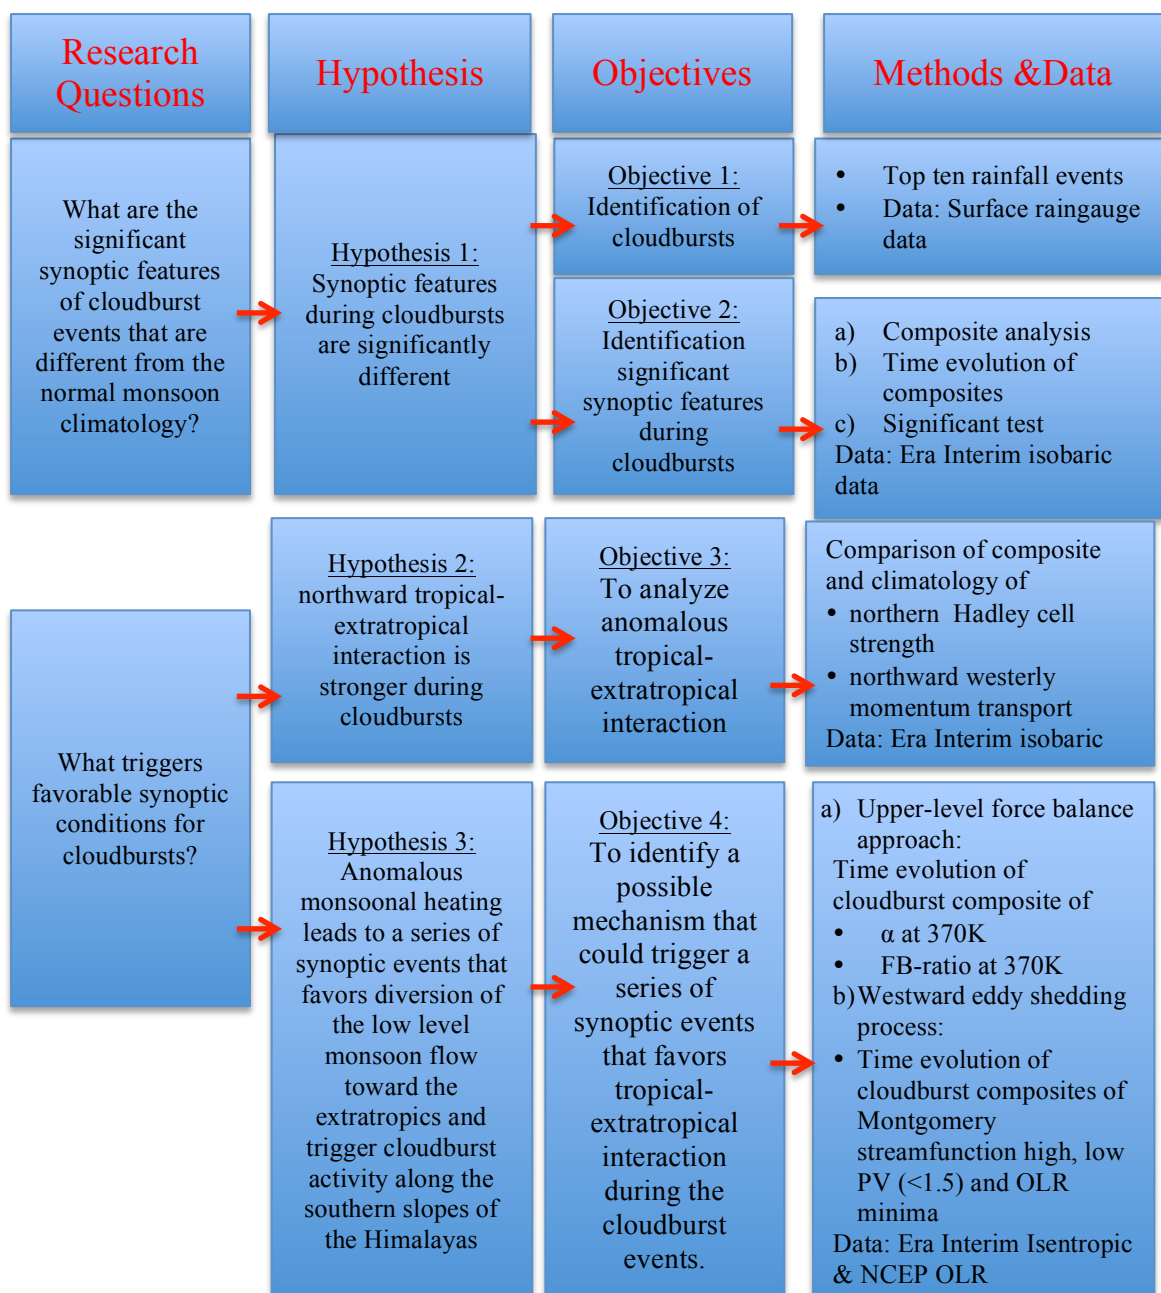 Research
Questions
Hypothesis
Objectives
Methods &Data
What are the
significant
synoptic features
of cloudburst
events that are
different from the
normal monsoon
climatology?
Hypothesis 1:
Synoptic features
during cloudbursts
are significantly
different
Objective 1:
Identification of
cloudbursts
• Top ten rainfall events
• Data: Surface raingauge
data
Objective 2:
Identification
significant
synoptic features
during
cloudbursts
a) Composite analysis
b) Time evolution of
composites
c) Significant test
Data: Era Interim isobaric
data
What triggers
favorable synoptic
conditions for
cloudbursts?
Hypothesis 2:
northward tropical-
extratropical
interaction is
stronger during
cloudbursts
Objective 3:
To analyze
anomalous
tropical-
extratropical
interaction
Comparison of composite
and climatology of
• northern Hadley cell
strength
• northward westerly
momentum transport
Data: Era Interim isobaric
Hypothesis 3:
Anomalous
monsoonal heating
leads to a series of
synoptic events that
favors diversion of
the low level
monsoon flow
toward the
extratropics and
trigger cloudburst
activity along the
southern slopes of
the Himalayas
Objective 4:
To identify a
possible
mechanism that
could trigger a
series of
synoptic events
that favors
tropical-
extratropical
interaction
during the
cloudburst
events.
a) Upper-level force balance
approach:
Time evolution of
cloudburst composite of
• α at 370K
• FB-ratio at 370K
b)Westward eddy shedding
process:
• Time evolution of
cloudburst composites of
Montgomery
streamfunction high, low
PV (<1.5) and OLR
minima
Data: Era Interim Isentropic
& NCEP OLR